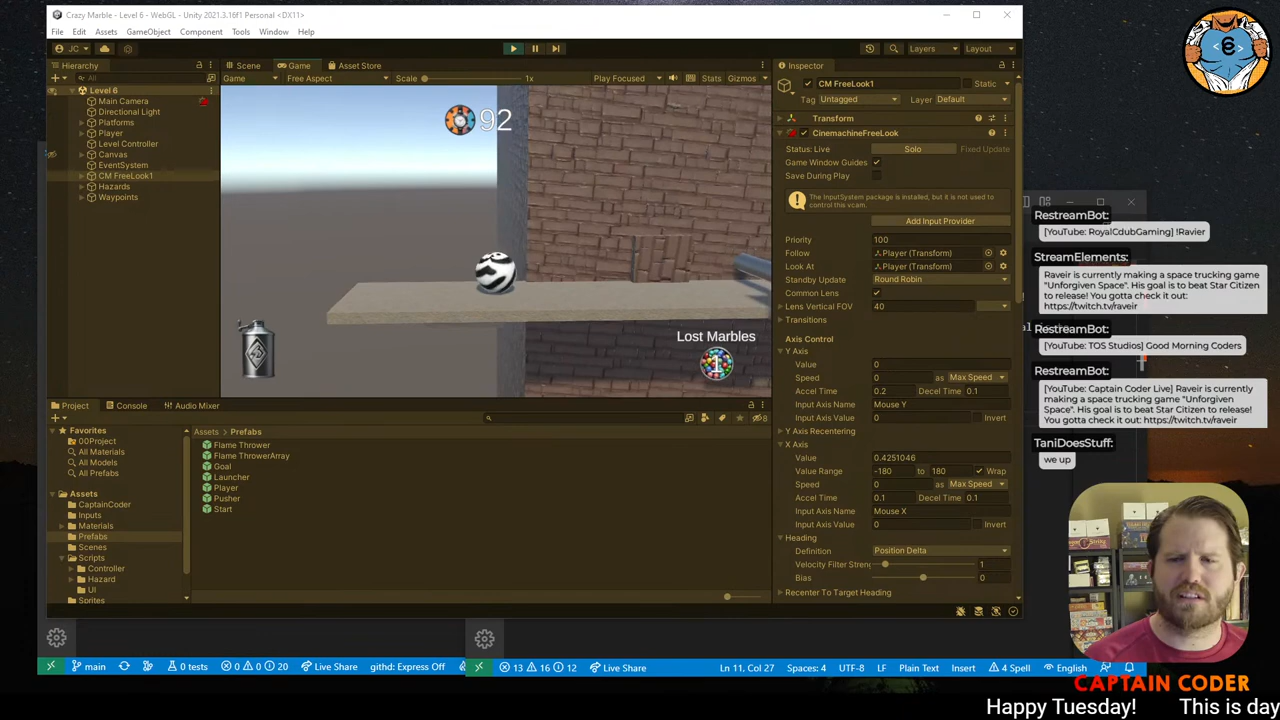 Crazy Marble - Level 6 - WebGL - Unity 2021.3.16f1 Personal <DX11>
File Edit Assets GameObject Component Tools Window Help
JC
Layers Layout
Hierarchy
All
Level 6
Main Camera
Directional Light
Platforms
Player
Level Controller
Canvas
EventSystem
CM FreeLook1
Hazards
Waypoints
Scene Game Asset Store
Game Free Aspect Scale 1x Play Focused Stats Gizmos
92
Lost Marbles
1
Project Console Audio Mixer
8
Favorites
00Project
All Materials
All Models
All Prefabs
Assets
CaptainCoder
Inputs
Materials
Prefabs
Scenes
Scripts
Controller
Hazard
UI
Sprites
Assets > Prefabs
Flame Thrower
Flame ThrowerArray
Goal
Launcher
Player
Pusher
Start
Inspector
CM FreeLook1 Static
Tag Untagged Layer Default
Transform
CinemachineFreeLook
Status: Live Solo Fixed Update
Game Window Guides
Save During Play
The InputSystem package is installed, but it is not used to
control this vcam.
Add Input Provider
Priority 100
Follow Player (Transform)
Look At Player (Transform)
Standby Update Round Robin
Common Lens
Lens Vertical FOV 40
Transitions
Axis Control
Y Axis
Value 0
Speed 0 as Max Speed
Accel Time 0.2 Decel Time 0.1
Input Axis Name Mouse Y
Input Axis Value 0 Invert
Y Axis Recentering
X Axis
Value 0.4251046
Value Range -180 to 180 Wrap
Speed 0 as Max Speed
Accel Time 0.1 Decel Time 0.1
Input Axis Name Mouse X
Input Axis Value 0 Invert
Heading
Definition Position Delta
Velocity Filter Streng 1
Bias 0
Recenter To Target Heading
RestreamBot:
[YouTube: RoyalCdubGaming] !Ravier
StreamElements:
Raveir is currently making a space trucking game
"Unforgiven Space". His goal is to beat Star Citizen
to release! You gotta check it out:
https://twitch.tv/raveir
RestreamBot:
[YouTube: TOS Studios] Good Morning Coders
RestreamBot:
[YouTube: Captain Coder Live] Raveir is currently
making a space trucking game "Unforgiven
Space". His goal is to beat Star Citizen to release!
You gotta check it out: https://twitch.tv/raveir
TaniDoesStuff:
we up
main 0 tests 0 0 20 Live Share githd: Express Off
13 16 12 Live Share Ln 11, Col 27 Spaces: 4 UTF-8 LF Plain Text Insert 4 Spell English
CAPTAIN CODER
Happy Tuesday! This is day